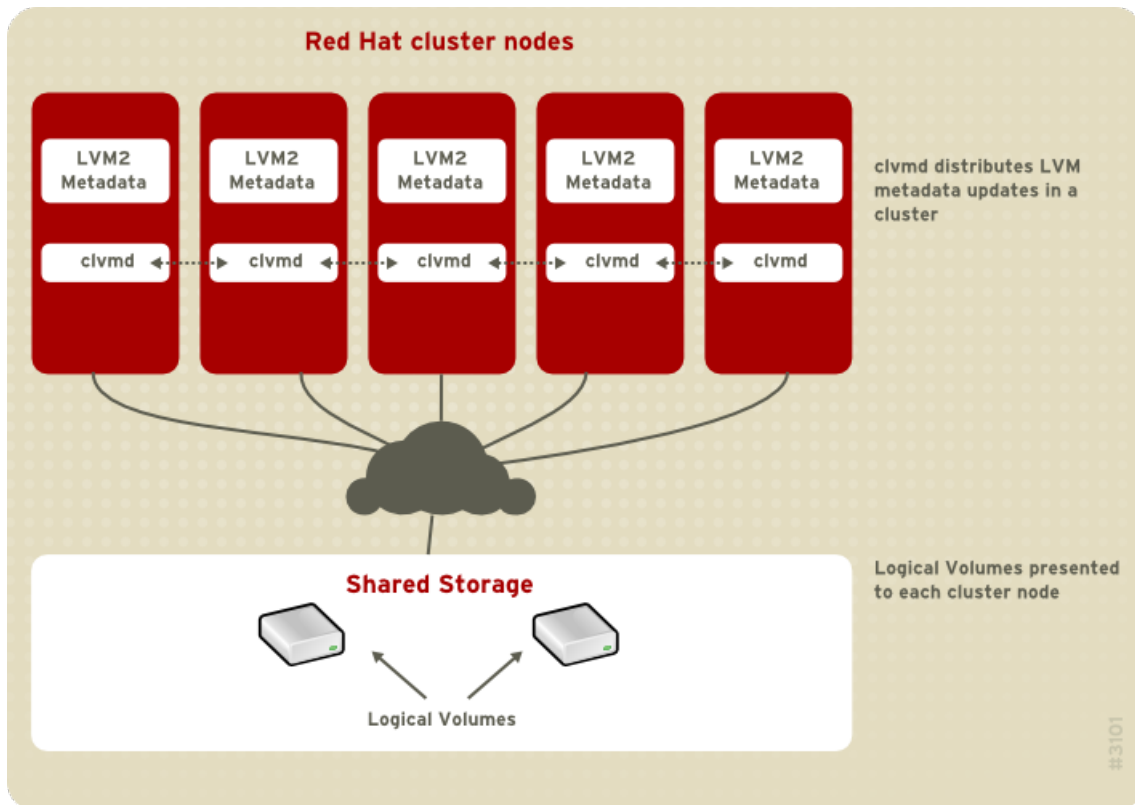 Red Hat cluster nodes
LVM2
Metadata
LVM2
Metadata
LVM2
Metadata
LVM2
Metadata
LVM2
Metadata
clvmd distributes LVM
metadata updates in a
cluster
clvmd
clvmd
clvmd
clvmd
clvmd
Shared Storage
Logical Volumes presented
to each cluster node
Logical Volumes
#3101